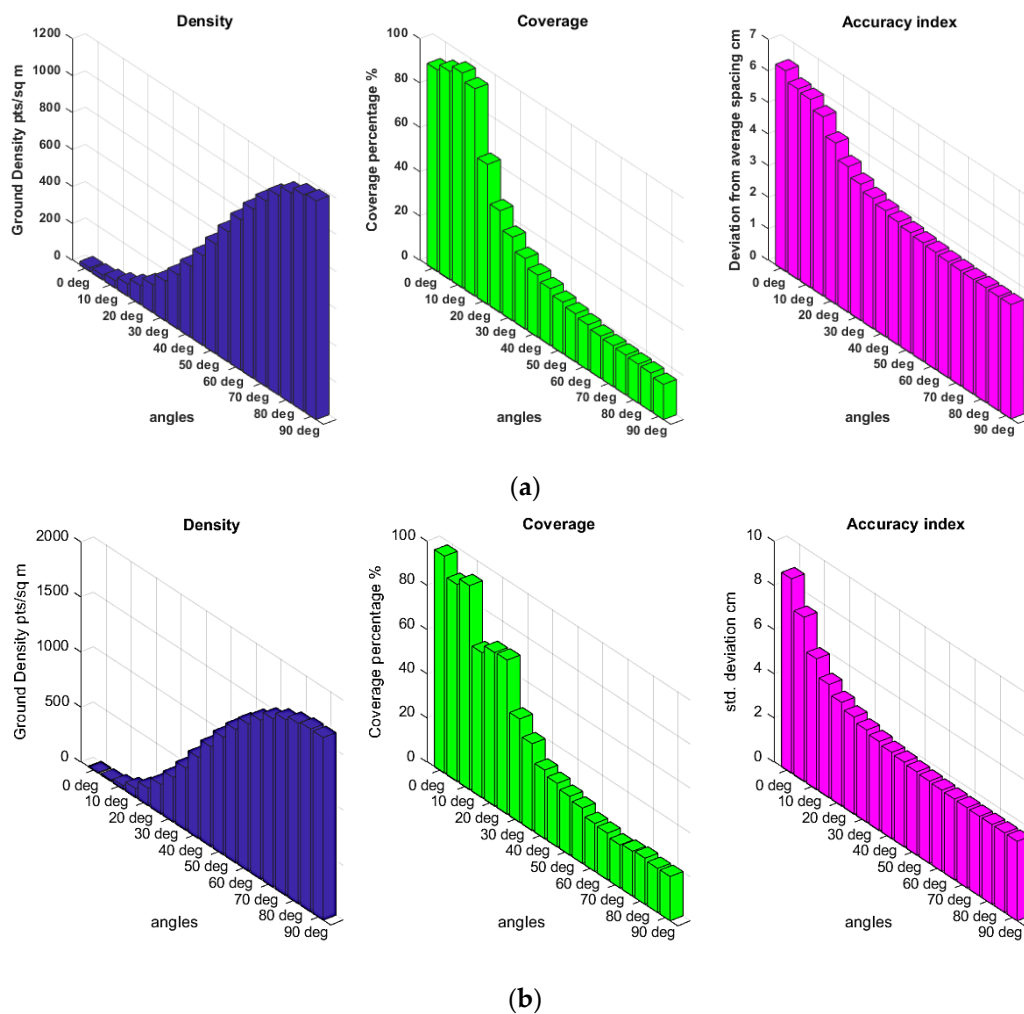 Density
Ground Density pts/sq m
1200
1000
800
600
400
200
0
0 deg
10 deg
20 deg
30 deg
40 deg
50 deg
60 deg
70 deg
80 deg
90 deg
angles
Coverage
Coverage percentage %
100
80
60
40
20
0
0 deg
10 deg
20 deg
30 deg
40 deg
50 deg
60 deg
70 deg
80 deg
90 deg
angles
Accuracy index
Deviation from average spacing cm
7
6
5
4
3
2
1
0
0 deg
10 deg
20 deg
30 deg
40 deg
50 deg
60 deg
70 deg
80 deg
90 deg
angles
(a)
Density
Ground Density pts/sq m
2000
1500
1000
500
0
0 deg
10 deg
20 deg
30 deg
40 deg
50 deg
60 deg
70 deg
80 deg
90 deg
angles
Coverage
Coverage percentage %
100
80
60
40
20
0
0 deg
10 deg
20 deg
30 deg
40 deg
50 deg
60 deg
70 deg
80 deg
90 deg
angles
Accuracy index
std. deviation cm
10
8
6
4
2
0
0 deg
10 deg
20 deg
30 deg
40 deg
50 deg
60 deg
70 deg
80 deg
90 deg
angles
(b)